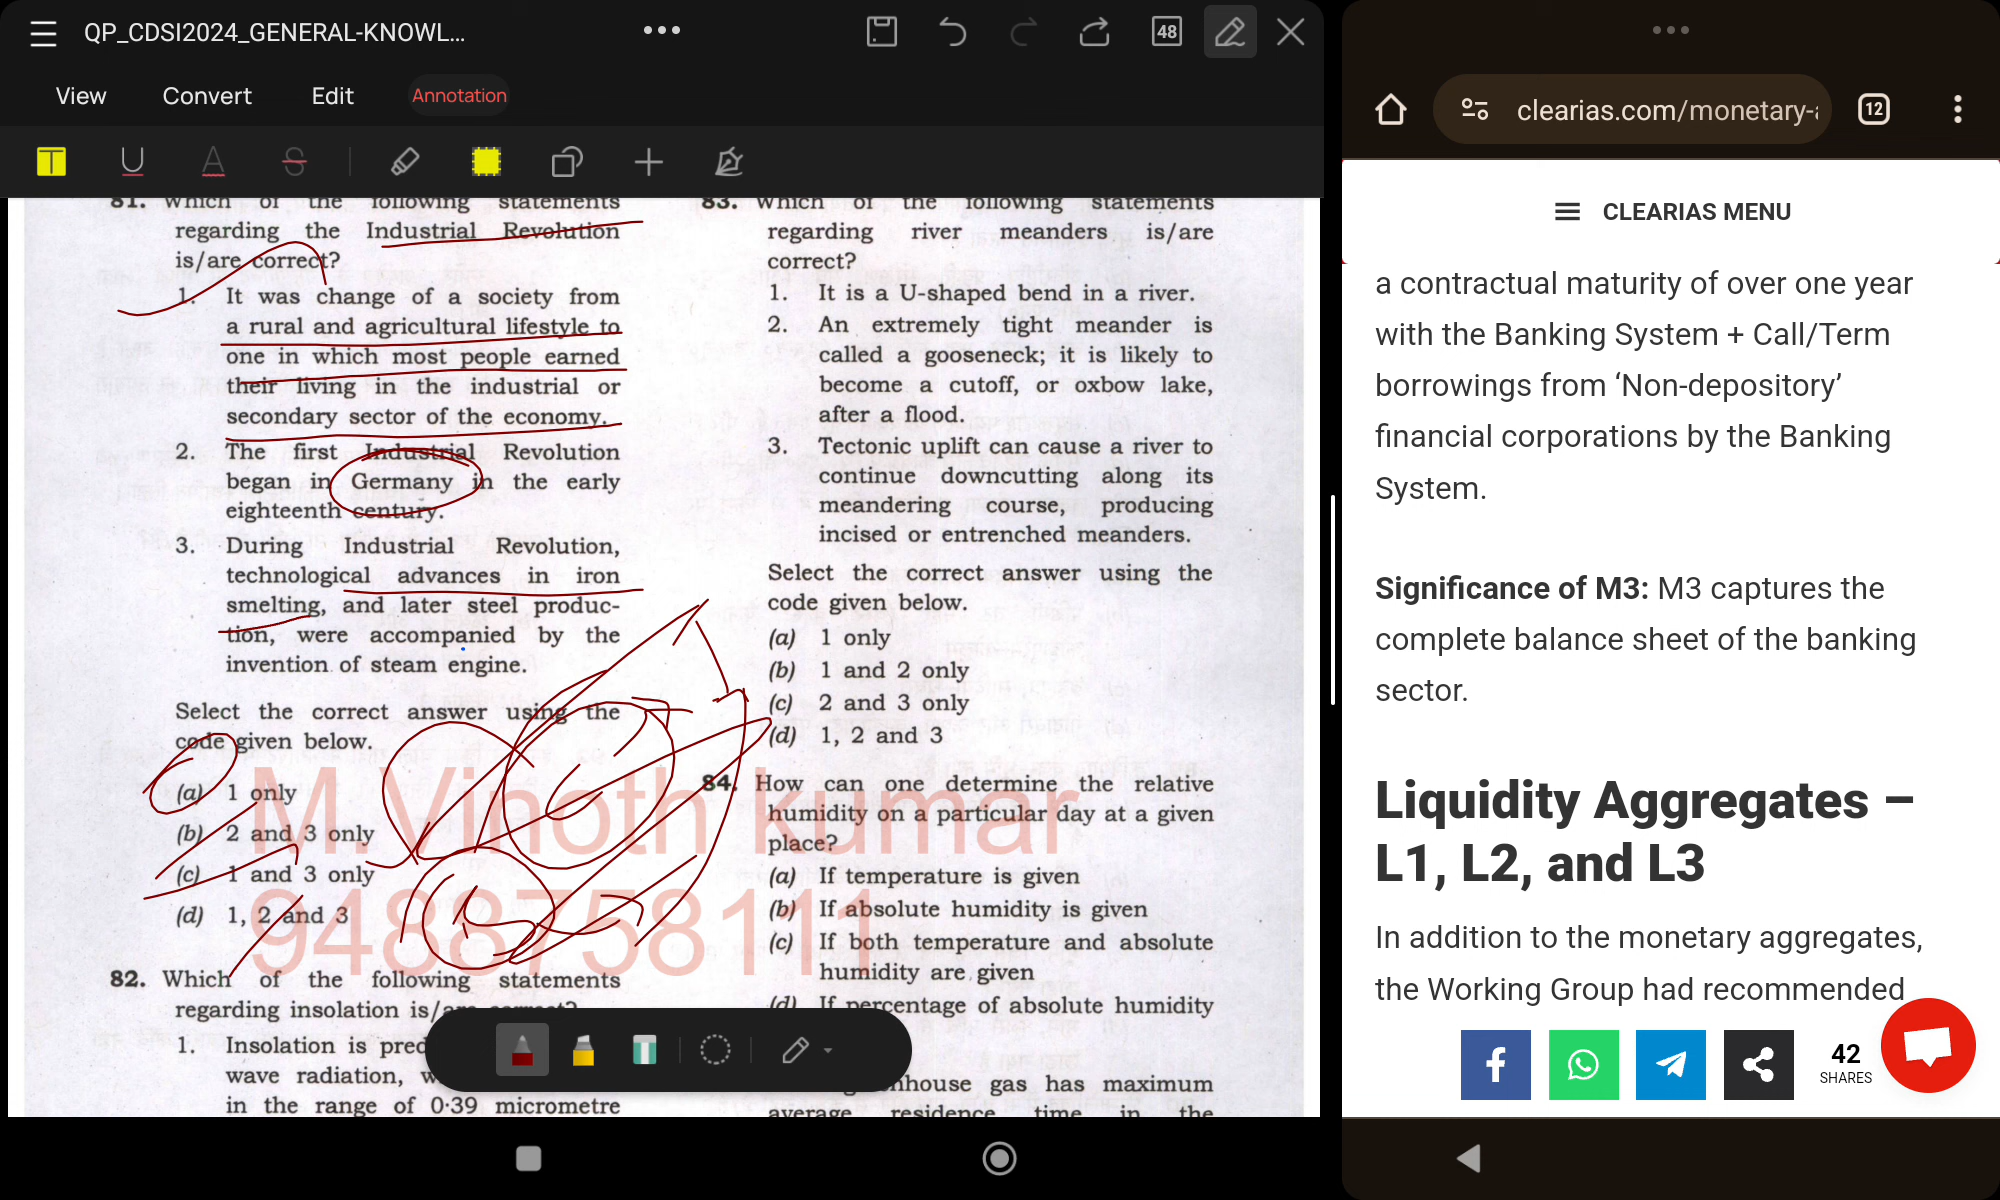 QP_CDSI2024_GENERAL-KNOWL...
48
View Convert Edit Annotation
T U A S
81. Which of the following statements
regarding the Industrial Revolution
is/are correct?
1. It was change of a society from
a rural and agricultural lifestyle to
one in which most people earned
their living in the industrial or
secondary sector of the economy.
2. The first Industrial Revolution
began in Germany in the early
eighteenth century.
3. During Industrial Revolution,
technological advances in iron
smelting, and later steel produc-
tion, were accompanied by the
invention of steam engine.
Select the correct answer using the
code given below.
(a) 1 only
(b) 2 and 3 only
(c) 1 and 3 only
(d) 1, 2 and 3
82. Which of the following statements
regarding insolation is/are correct?
1. Insolation is
wave radiation,
in the range of 0·39 micrometre
83. Which of the following statements
regarding river meanders is/are
correct?
1. It is a U-shaped bend in a river.
2. An extremely tight meander is
called a gooseneck; it is likely to
become a cutoff, or oxbow lake,
after a flood.
3. Tectonic uplift can cause a river to
continue downcutting along its
meandering course, producing
incised or entrenched meanders.
Select the correct answer using the
code given below.
(a) 1 only
(b) 1 and 2 only
(c) 2 and 3 only
(d) 1, 2 and 3
84. How can one determine the relative
humidity on a particular day at a given
place?
(a) If temperature is given
(b) If absolute humidity is given
(c) If both temperature and absolute
humidity are given
(d) If percentage of absolute humidity
gas has maximum
average residence time in the
M.Vinoth kumar
9488758111
clearias.com/monetary-a
12
CLEARIAS MENU
a contractual maturity of over one year
with the Banking System + Call/Term
borrowings from ‘Non-depository’
financial corporations by the Banking
System.
Significance of M3: M3 captures the
complete balance sheet of the banking
sector.
Liquidity Aggregates –
L1, L2, and L3
In addition to the monetary aggregates,
the Working Group had recommended
42
SHARES